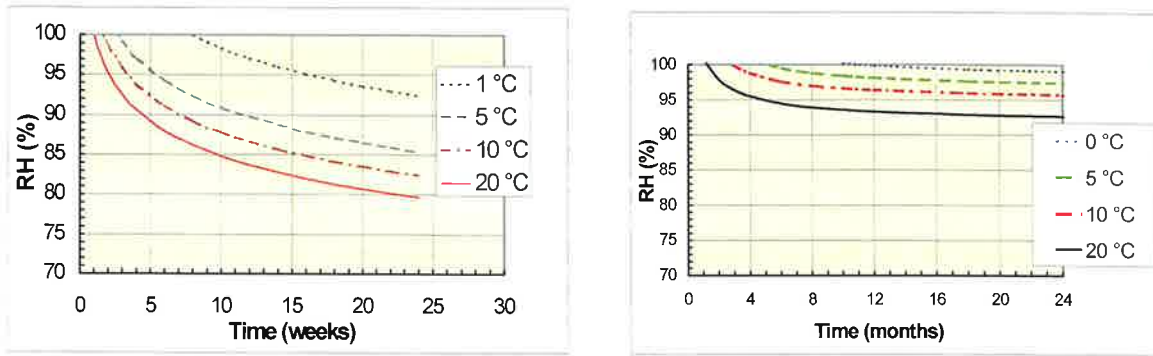 100
95
90
85
80
75
70
RH (%)
0 5 10 15 20 25 30
Time (weeks)
1 °C
5 °C
10 °C
20 °C
100
95
90
85
80
75
70
RH (%)
0 4 8 12 16 20 24
Time (months)
0 °C
5 °C
10 °C
20 °C